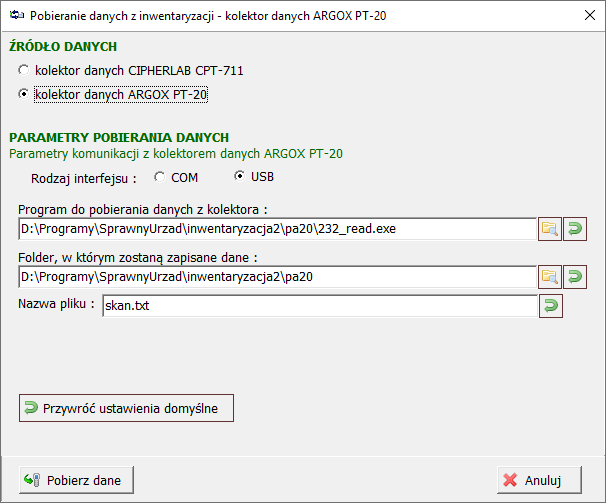 Pobieranie danych z inwentaryzacji - kolektor danych ARGOX PT-20
ŹRÓDŁO DANYCH
kolektor danych CIPHERLAB CPT-711
kolektor danych ARGOX PT-20
PARAMETRY POBIERANIA DANYCH
Parametry komunikacji z kolektorem danych ARGOX PT-20
Rodzaj interfejsu : COM USB
Program do pobierania danych z kolektora :
D:\Programy\SprawnyUrzad\inwentaryzacja2\pa20\232_read.exe
Folder, w którym zostaną zapisane dane :
D:\Programy\SprawnyUrzad\inwentaryzacja2\pa20
Nazwa pliku : skan.txt
Przywróć ustawienia domyślne
Pobierz dane Anuluj